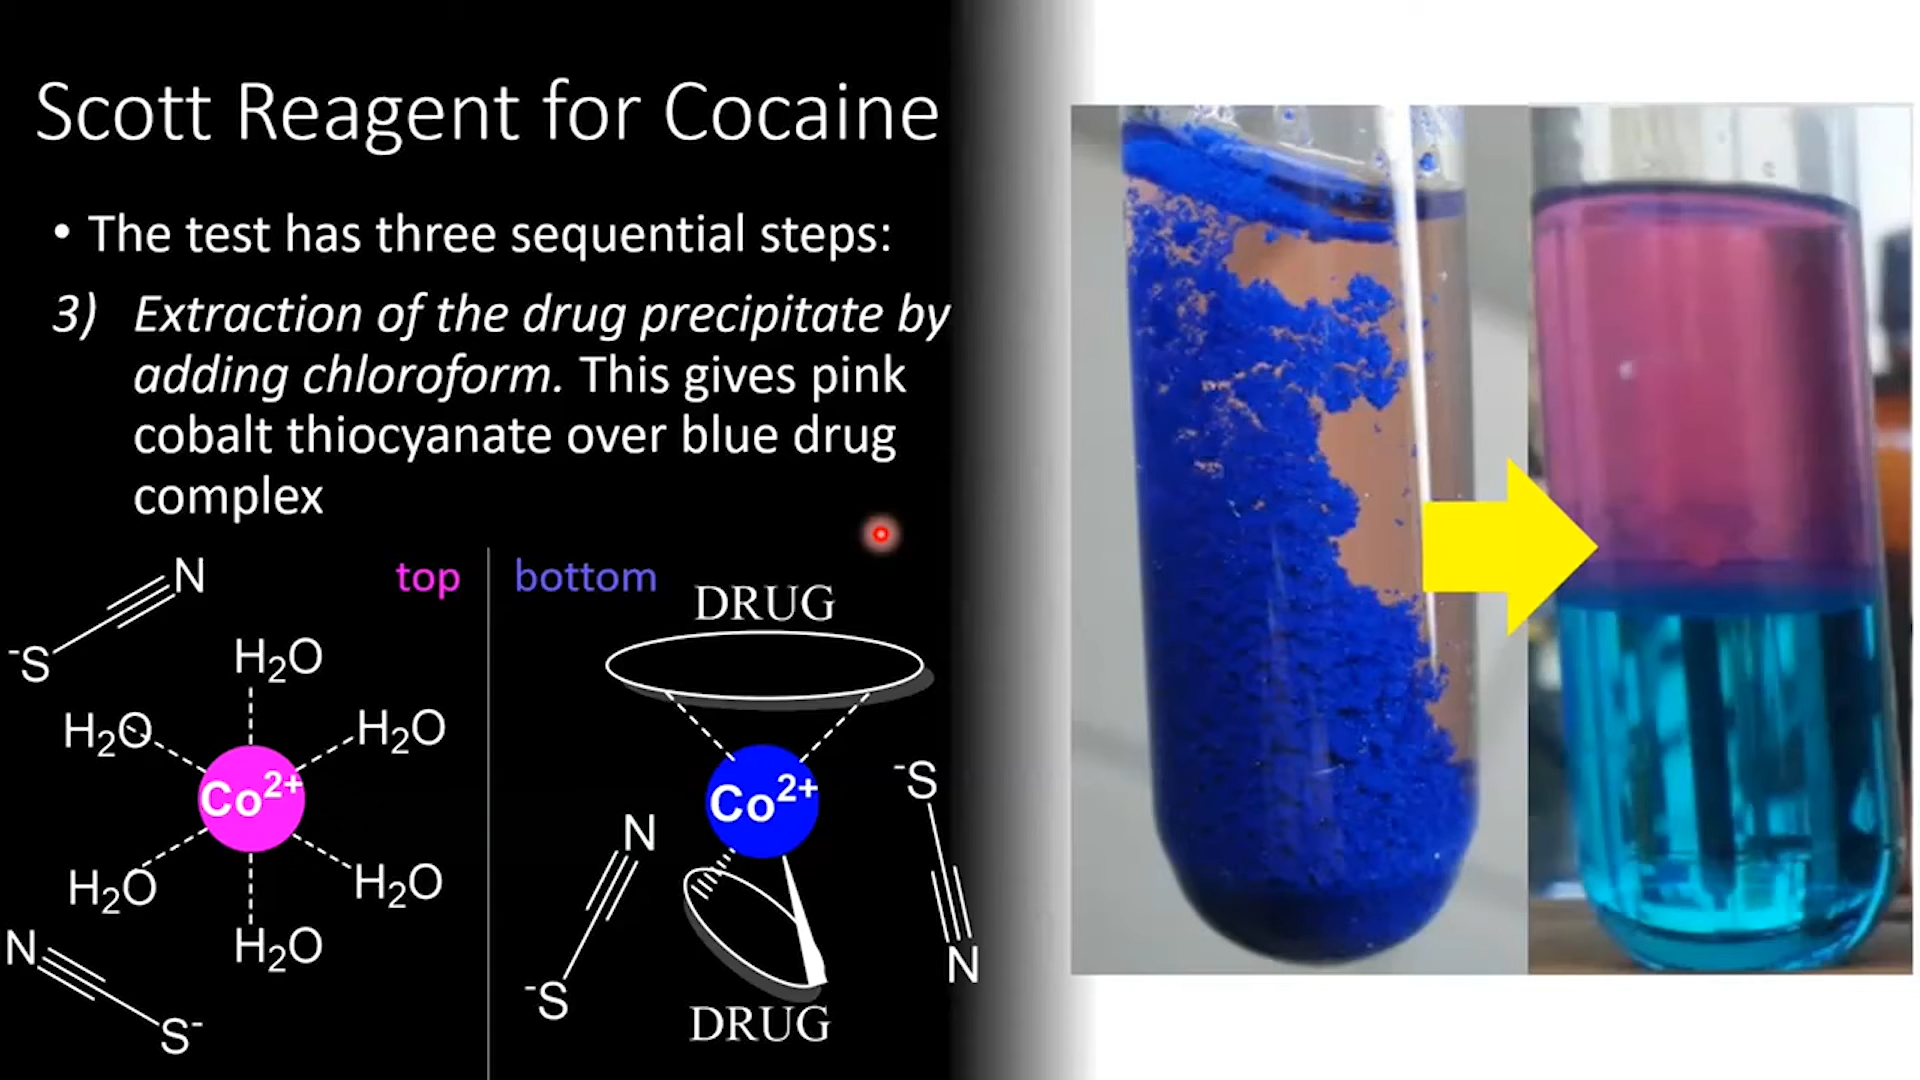 Scott Reagent for Cocaine
• The test has three sequential steps:
3) Extraction of the drug precipitate by
adding chloroform. This gives pink
cobalt thiocyanate over blue drug
complex
top
bottom
N
⁻S
H₂O
H₂O
H₂O
Co²⁺
H₂O
H₂O
H₂O
N
S⁻
DRUG
Co²⁺
⁻S
N
N
⁻S
DRUG